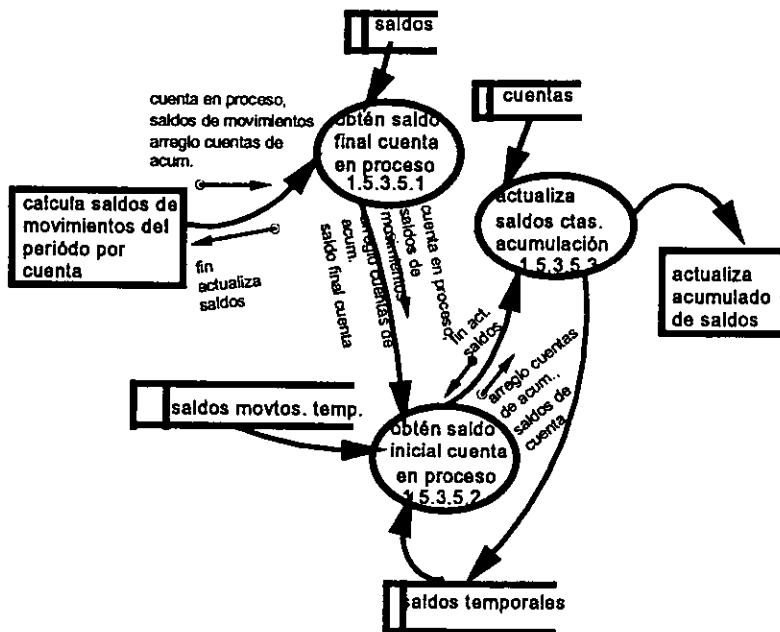 saldos
cuentas
cuenta en proceso,
saldos de movimientos
arreglo cuentas de
acum.
obtén saldo
final cuenta
en proceso
1.5.3.5.1
calcula saldos de
movimientos del
periódo por
cuenta
fin
actualiza
saldos
cuenta en proceso,
saldos de
movimientos
arreglo cuentas de
acum.
saldo final cuenta
actualiza
saldos ctas.
acumulación
1.5.3.5.3
actualiza
acumulado
de saldos
fin act.
saldos
arreglo cuentas
de acum.,
saldos de
cuenta
saldos movtos. temp.
obtén saldo
inicial cuenta
en proceso
1.5.3.5.2
saldos temporales